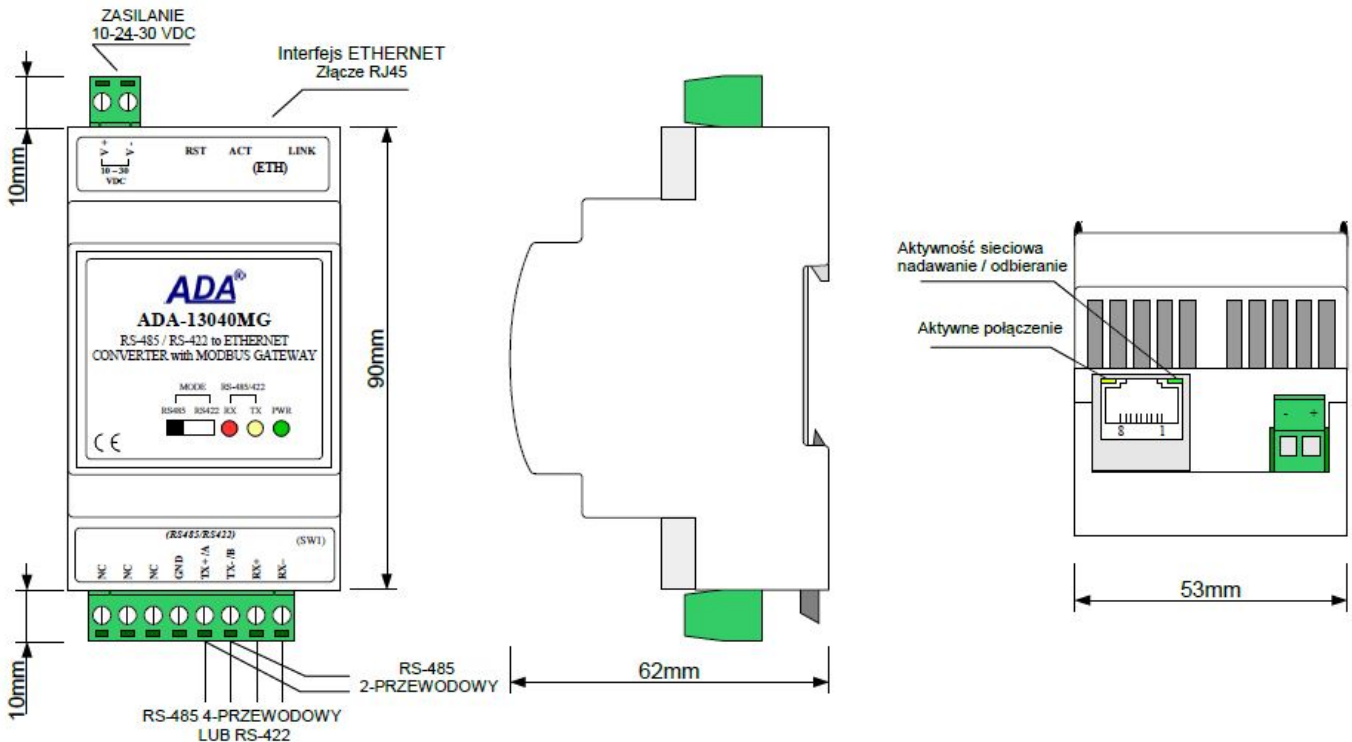 ZASILANIE
10-24-30 VDC
Interfejs ETHERNET
Złącze RJ45
10mm
V +
V -
10 – 30
VDC
RST ACT LINK
(ETH)
ADA®
ADA-13040MG
RS-485 / RS-422 to ETHERNET
CONVERTER with MODBUS GATEWAY
MODE RS-485/422
RS485 RS422 RX TX PWR
CE
90mm
(RS485/RS422)
(SW1)
NC
NC
NC
GND
TX+/A
TX-/B
RX+
RX-
10mm
RS-485
2-PRZEWODOWY
RS-485 4-PRZEWODOWY
LUB RS-422
62mm
Aktywność sieciowa
nadawanie / odbieranie
Aktywne połączenie
8 1
- +
53mm